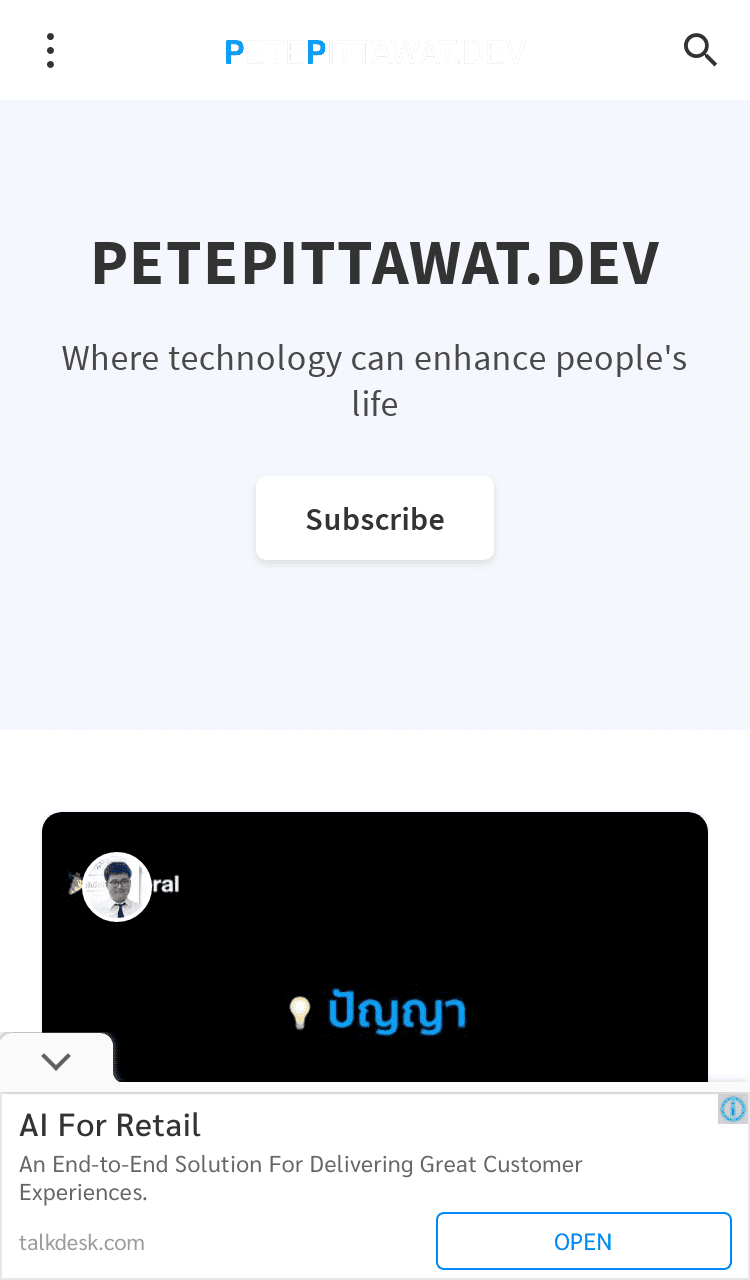 PETEPITTAWAT.DEV
PETEPITTAWAT.DEV
Where technology can enhance people's
life
Subscribe
ral
💡 ปัญญา
AI For Retail
An End-to-End Solution For Delivering Great Customer
Experiences.
talkdesk.com
OPEN